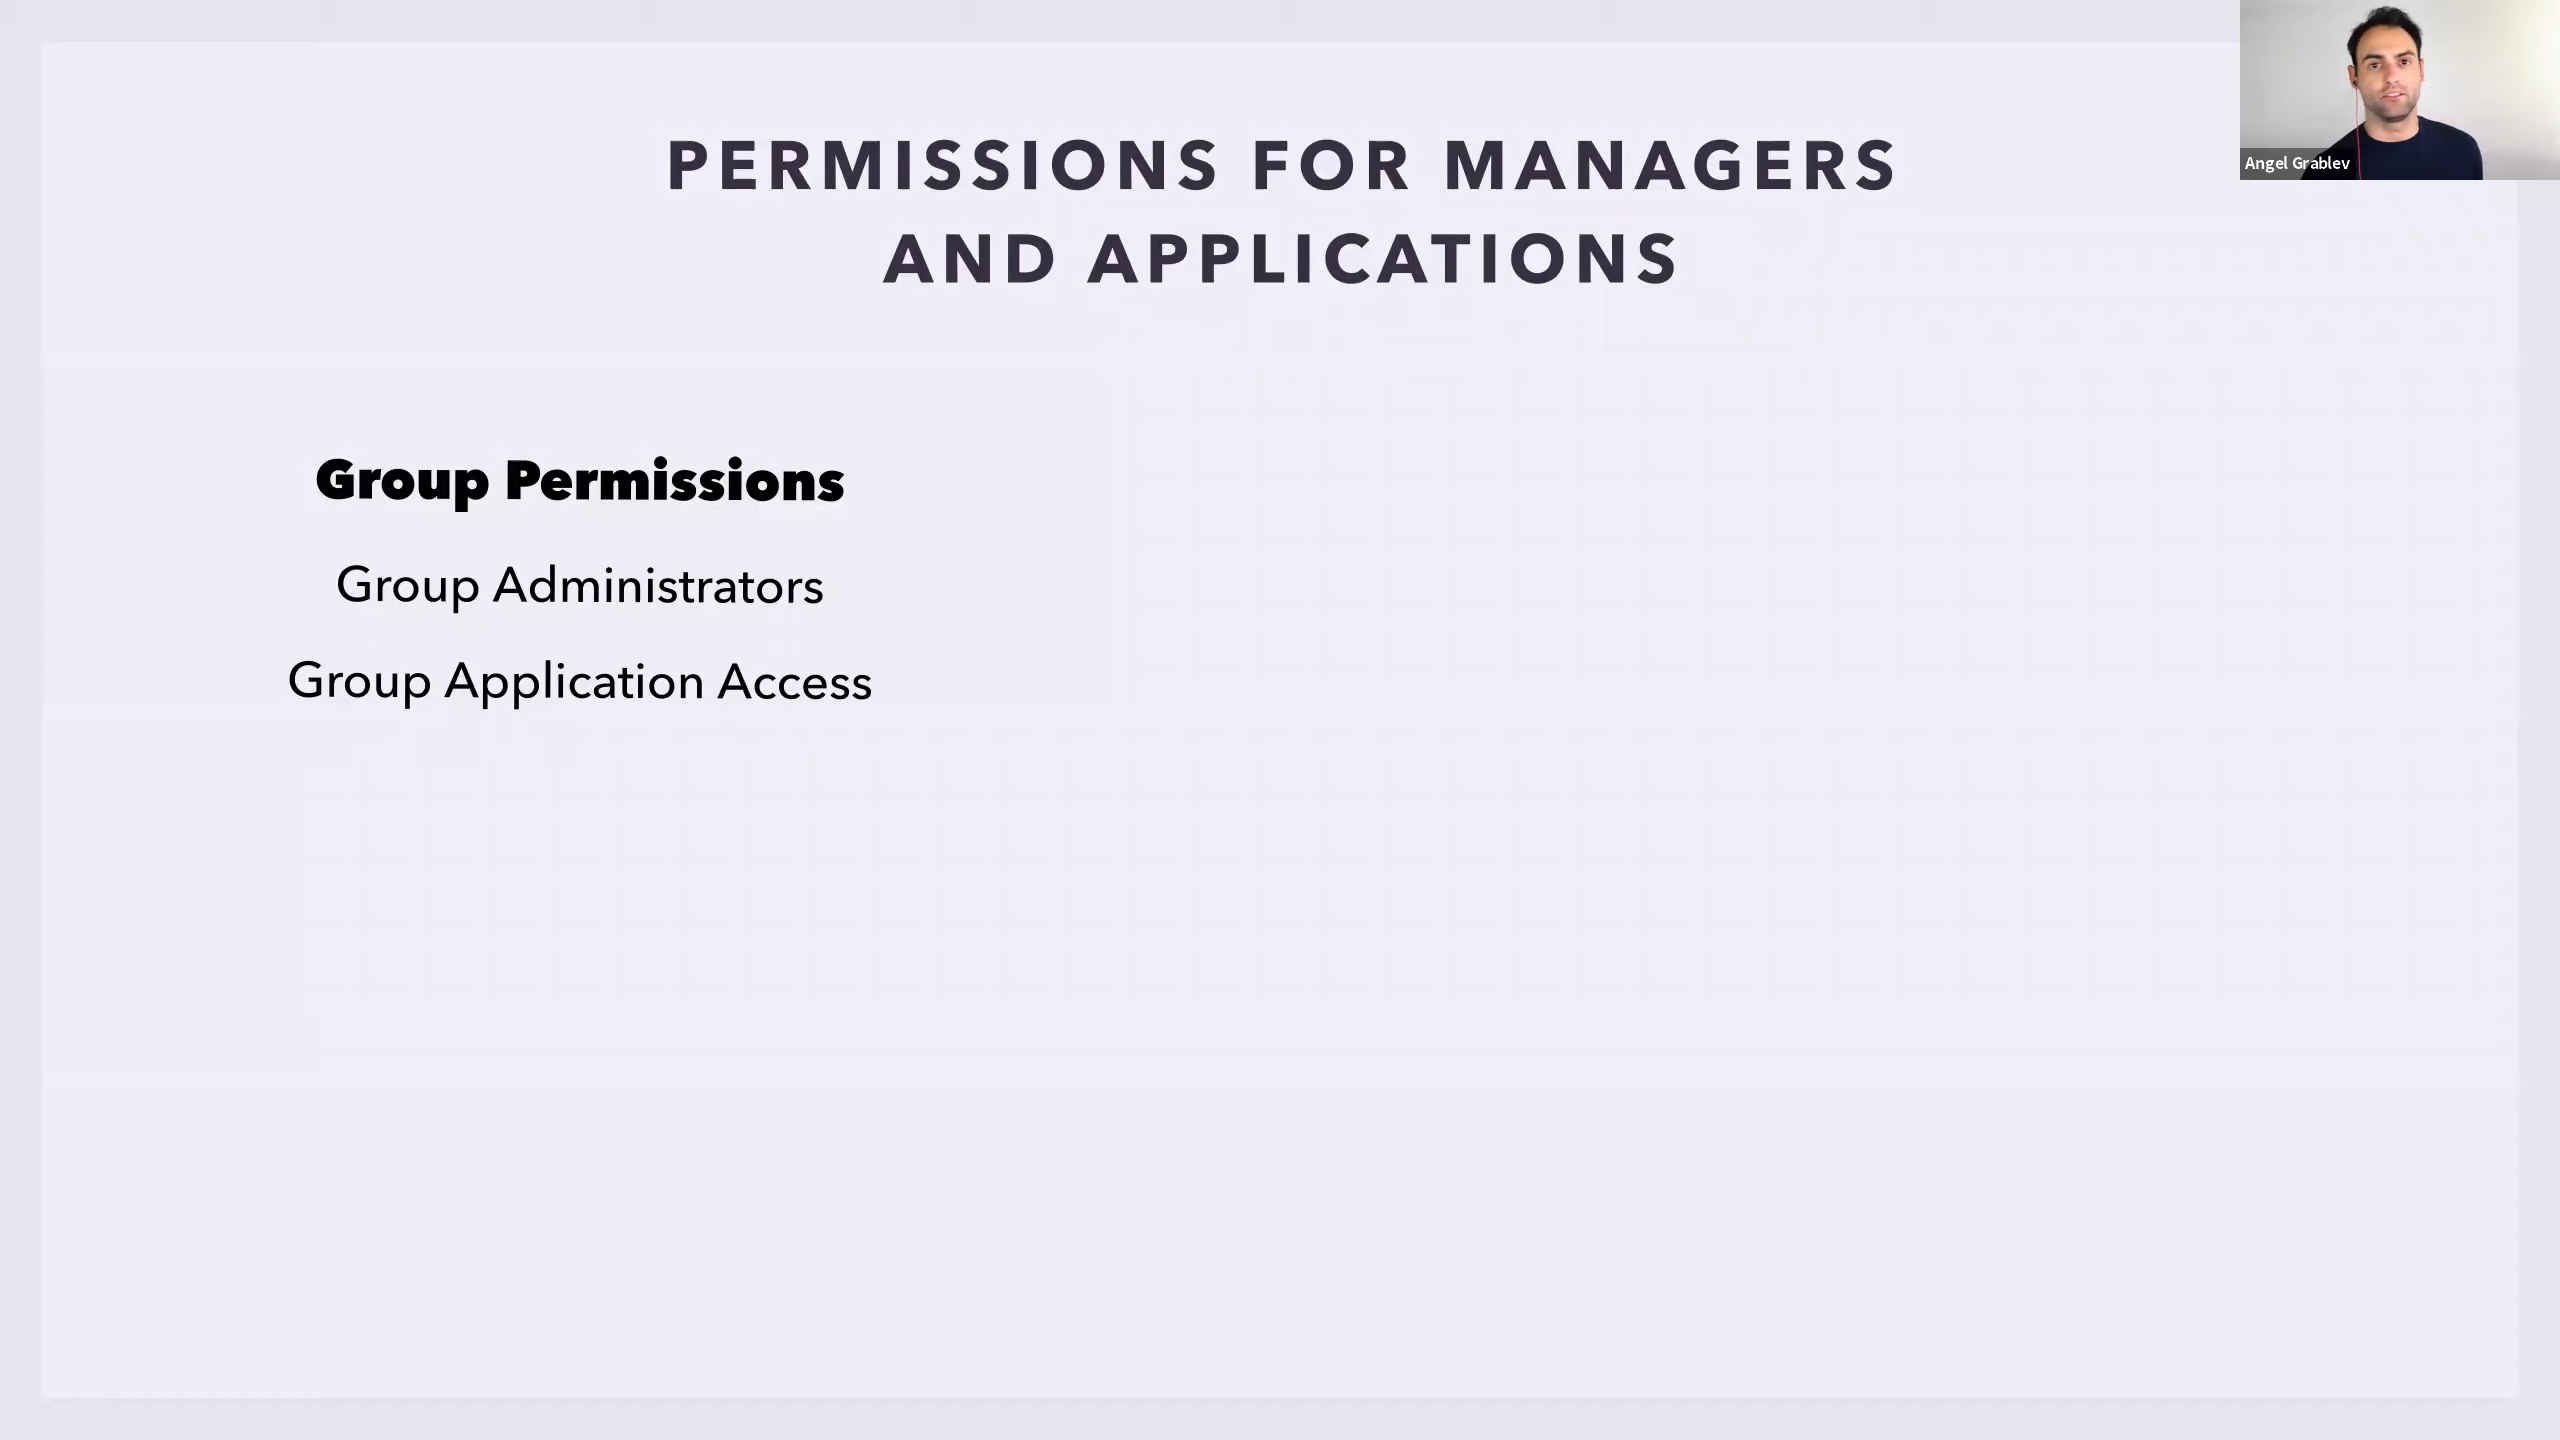 PERMISSIONS FOR MANAGERS
AND APPLICATIONS
Angel Grablev
Group Permissions
Group Administrators
Group Application Access